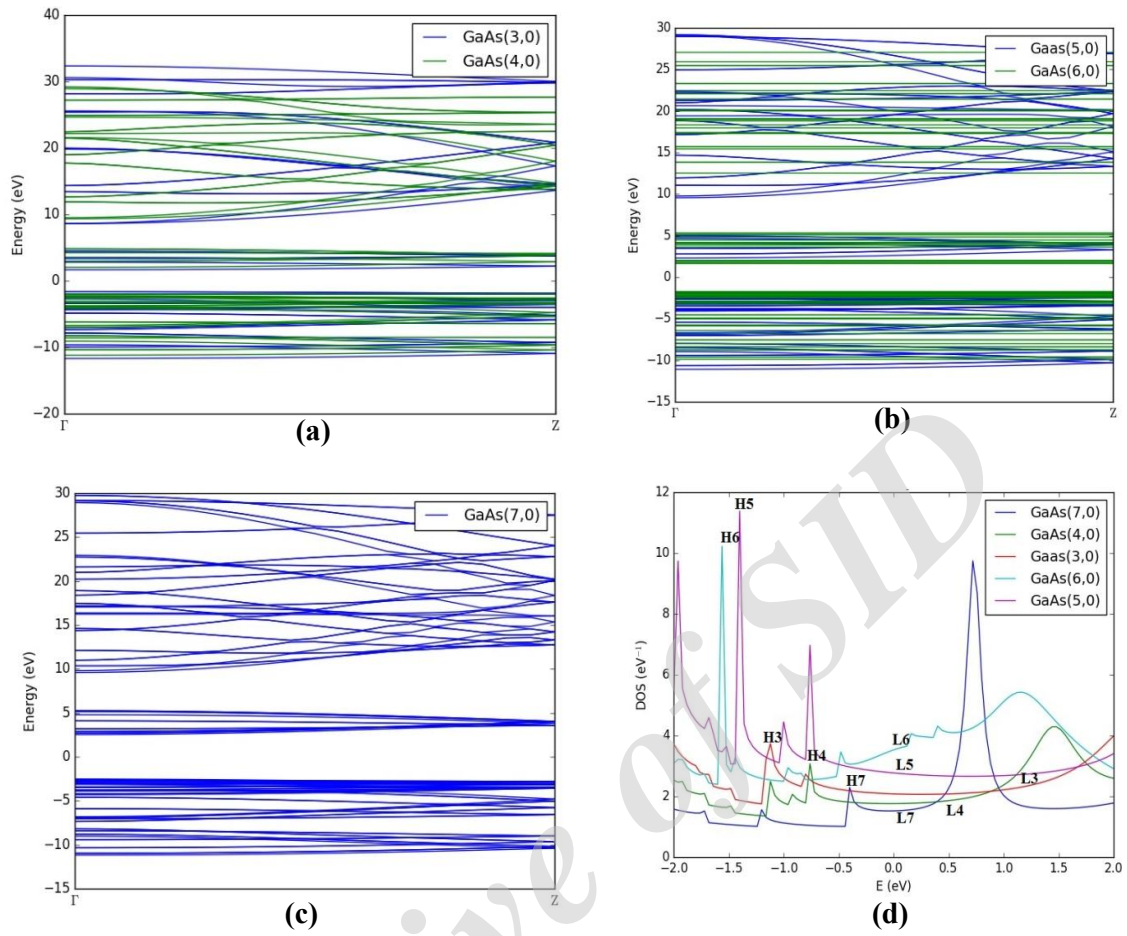 40
30
20
10
0
−10
−20
Energy (eV)
GaAs(3,0)
GaAs(4,0)
Γ
Z
(a)
30
25
20
15
10
5
0
−5
−10
−15
Energy (eV)
Gaas(5,0)
GaAs(6,0)
Γ
Z
(b)
30
25
20
15
10
5
0
−5
−10
−15
Energy (eV)
GaAs(7,0)
Γ
Z
(c)
12
10
8
6
4
2
0
DOS (eV⁻¹)
GaAs(7,0)
GaAs(4,0)
Gaas(3,0)
GaAs(6,0)
GaAs(5,0)
H5
H6
H3
H4
H7
L6
L5
L3
L7
L4
−2.0 −1.5 −1.0 −0.5 0.0 0.5 1.0 1.5 2.0
E (eV)
(d)
ive of SID